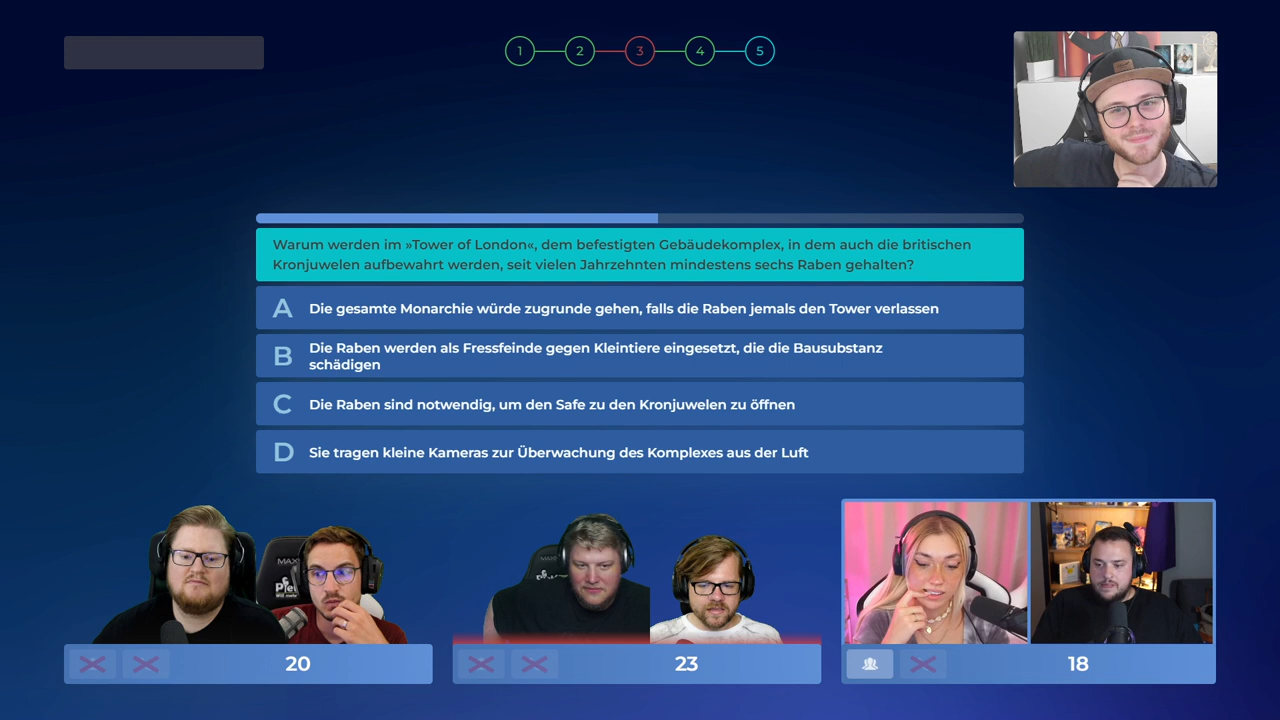 1 2 3 4 5
Warum werden im »Tower of London«, dem befestigten Gebäudekomplex, in dem auch die britischen
Kronjuwelen aufbewahrt werden, seit vielen Jahrzehnten mindestens sechs Raben gehalten?
A Die gesamte Monarchie würde zugrunde gehen, falls die Raben jemals den Tower verlassen
B Die Raben werden als Fressfeinde gegen Kleintiere eingesetzt, die die Bausubstanz
schädigen
C Die Raben sind notwendig, um den Safe zu den Kronjuwelen zu öffnen
D Sie tragen kleine Kameras zur Überwachung des Komplexes aus der Luft
20 23 18